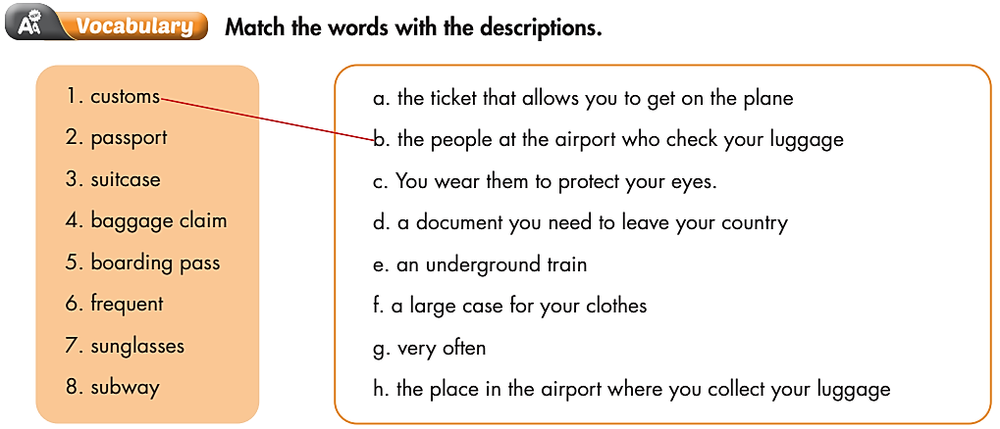 Vocabulary Match the words with the descriptions.
1. customs
2. passport
3. suitcase
4. baggage claim
5. boarding pass
6. frequent
7. sunglasses
8. subway
a. the ticket that allows you to get on the plane
b. the people at the airport who check your luggage
c. You wear them to protect your eyes.
d. a document you need to leave your country
e. an underground train
f. a large case for your clothes
g. very often
h. the place in the airport where you collect your luggage